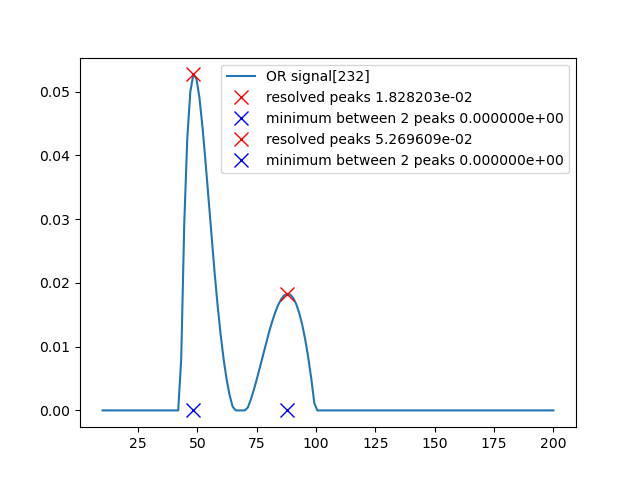 OR signal[232]
resolved peaks 1.828203e-02
minimum between 2 peaks 0.000000e+00
resolved peaks 5.269609e-02
minimum between 2 peaks 0.000000e+00
0.05
0.04
0.03
0.02
0.01
0.00
25 50 75 100 125 150 175 200